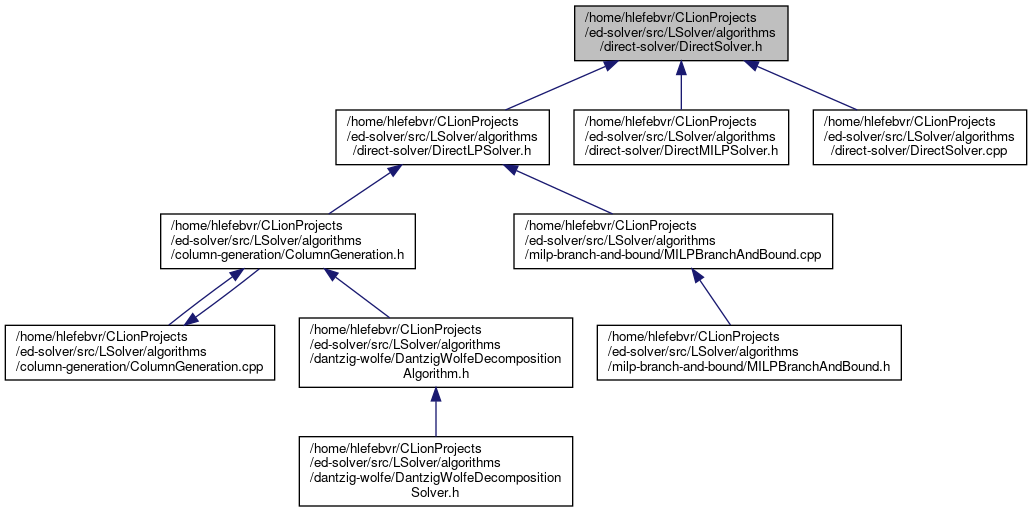 /home/hlefebvr/CLionProjects
/ed-solver/src/LSolver/algorithms
/direct-solver/DirectSolver.h
/home/hlefebvr/CLionProjects
/ed-solver/src/LSolver/algorithms
/direct-solver/DirectLPSolver.h
/home/hlefebvr/CLionProjects
/ed-solver/src/LSolver/algorithms
/direct-solver/DirectMILPSolver.h
/home/hlefebvr/CLionProjects
/ed-solver/src/LSolver/algorithms
/direct-solver/DirectSolver.cpp
/home/hlefebvr/CLionProjects
/ed-solver/src/LSolver/algorithms
/column-generation/ColumnGeneration.h
/home/hlefebvr/CLionProjects
/ed-solver/src/LSolver/algorithms
/milp-branch-and-bound/MILPBranchAndBound.cpp
/home/hlefebvr/CLionProjects
/ed-solver/src/LSolver/algorithms
/column-generation/ColumnGeneration.cpp
/home/hlefebvr/CLionProjects
/ed-solver/src/LSolver/algorithms
/dantzig-wolfe/DantzigWolfeDecomposition
Algorithm.h
/home/hlefebvr/CLionProjects
/ed-solver/src/LSolver/algorithms
/milp-branch-and-bound/MILPBranchAndBound.h
/home/hlefebvr/CLionProjects
/ed-solver/src/LSolver/algorithms
/dantzig-wolfe/DantzigWolfeDecomposition
Solver.h